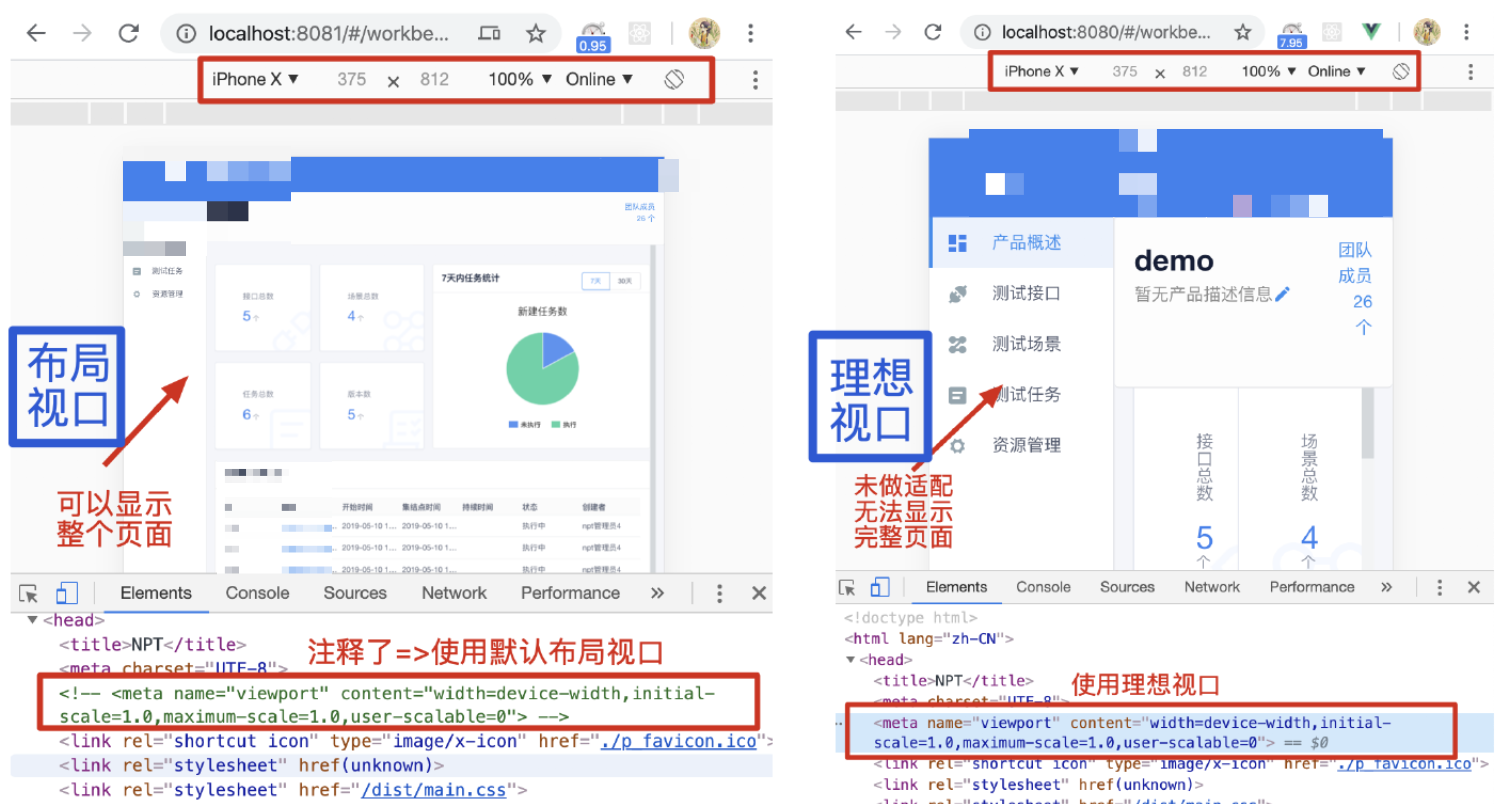 localhost:8081/#/workbe...
0.95
iPhone X ▼ 375 × 812 100% ▼ Online ▼
团队成员
26 个
测试任务
资源管理
接口总数
5个
场景总数
4个
任务总数
6个
版本数
5个
7天内任务统计
7天
30天
新建任务数
未执行
执行
开始时间 集结点时间 持续时间 状态 创建者
2019-05-10 1... 2019-05-10 1... 执行中 npt管理员4
2019-05-10 1... 2019-05-10 1... 执行中 npt管理员4
2019-05-10 1... 2019-05-10 1... 执行中 npt管理员4
布局
视口
可以显示
整个页面
Elements Console Sources Network Performance »
▼<head>
<title>NPT</title>
<meta charset="UTF-8">
注释了=>使用默认布局视口
<!-- <meta name="viewport" content="width=device-width,initial-
scale=1.0,maximum-scale=1.0,user-scalable=0"> -->
<link rel="shortcut icon" type="image/x-icon" href="./p_favicon.ico">
<link rel="stylesheet" href(unknown)>
<link rel="stylesheet" href="/dist/main.css">
localhost:8080/#/workbe...
7.95
iPhone X ▼ 375 × 812 100% ▼ Online ▼
产品概述
测试接口
测试场景
测试任务
资源管理
demo
暂无产品描述信息
团队
成员
26
个
接口总数
5
个
场景总数
4
个
理想
视口
未做适配
无法显示
完整页面
Elements Console Sources Network Performance »
<!doctype html>
<html lang="zh-CN">
▼<head>
<title>NPT</title>
<meta charset="UTF-8">
使用理想视口
<meta name="viewport" content="width=device-width,initial-
scale=1.0,maximum-scale=1.0,user-scalable=0"> == $0
<link rel="shortcut icon" type="image/x-icon" href="./p_favicon.ico">
<link rel="stylesheet" href(unknown)>
<link rel="stylesheet" href="/dist/main.css">